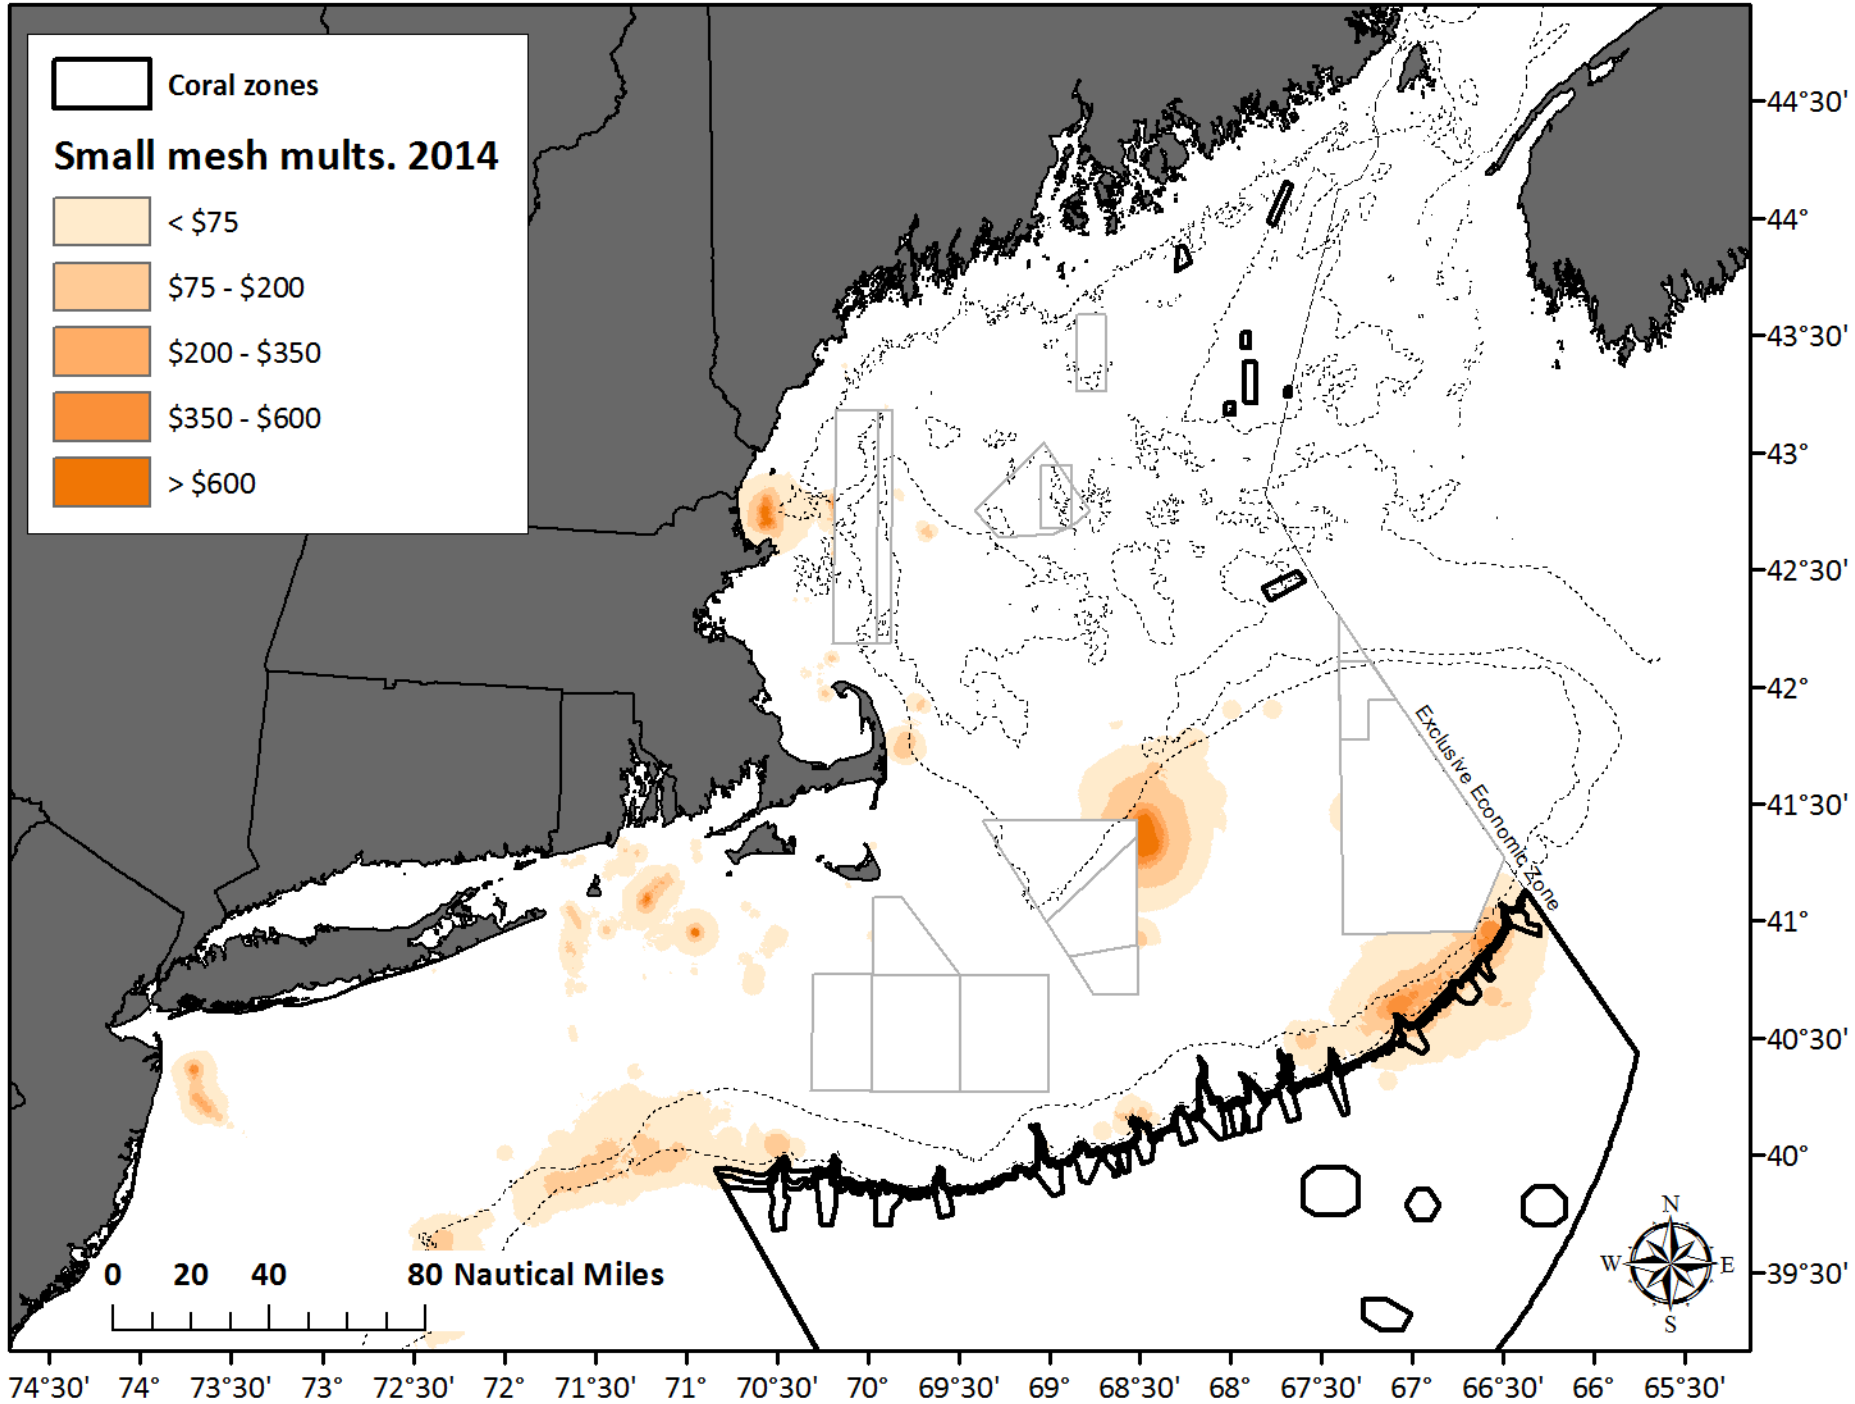 Coral zones
Small mesh mults. 2014
< $75
$75 - $200
$200 - $350
$350 - $600
> $600
44°30'
44°
43°30'
43°
42°30'
42°
41°30'
41°
40°30'
40°
39°30'
Exclusive Economic Zone
N
W E
S
0 20 40 80 Nautical Miles
74°30' 74° 73°30' 73° 72°30' 72° 71°30' 71° 70°30' 70° 69°30' 69° 68°30' 68° 67°30' 67° 66°30' 66° 65°30'